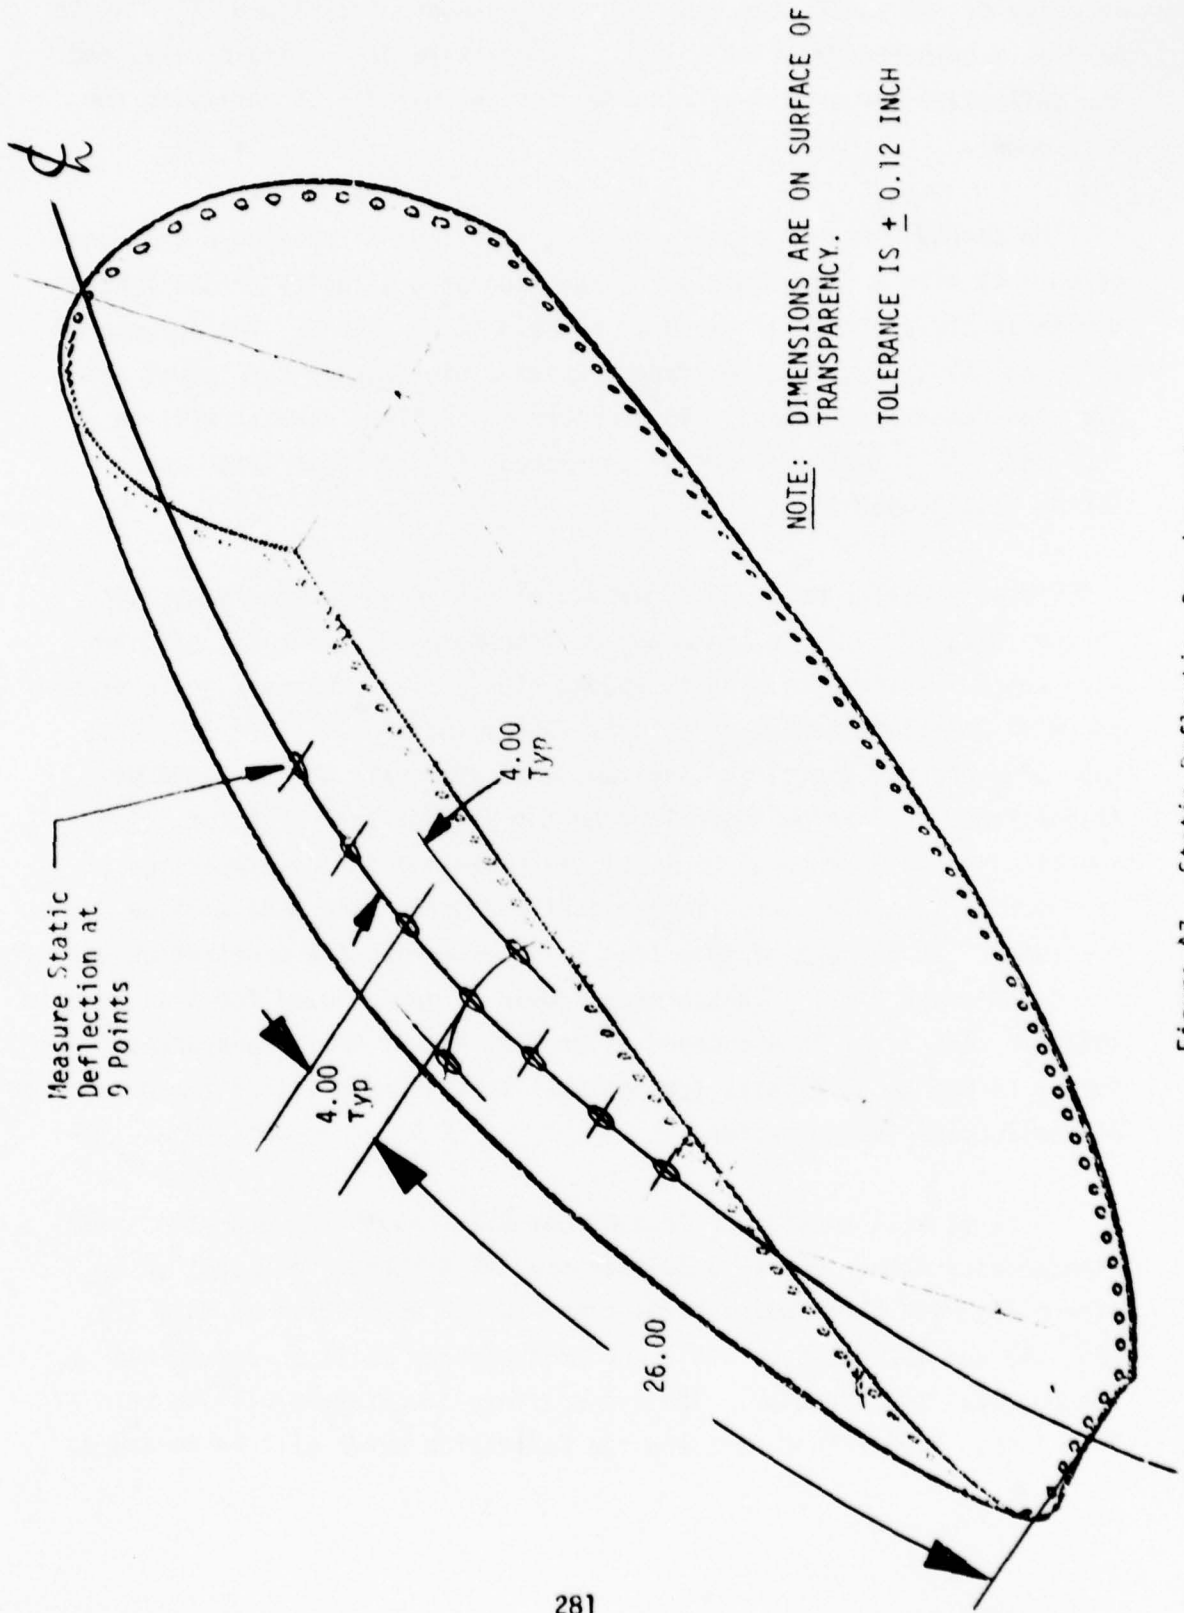 Measure Static
Deflection at
9 Points
4.00
Typ
4.00
Typ
26.00
NOTE: DIMENSIONS ARE ON SURFACE OF
TRANSPARENCY.
TOLERANCE IS ± 0.12 INCH
281